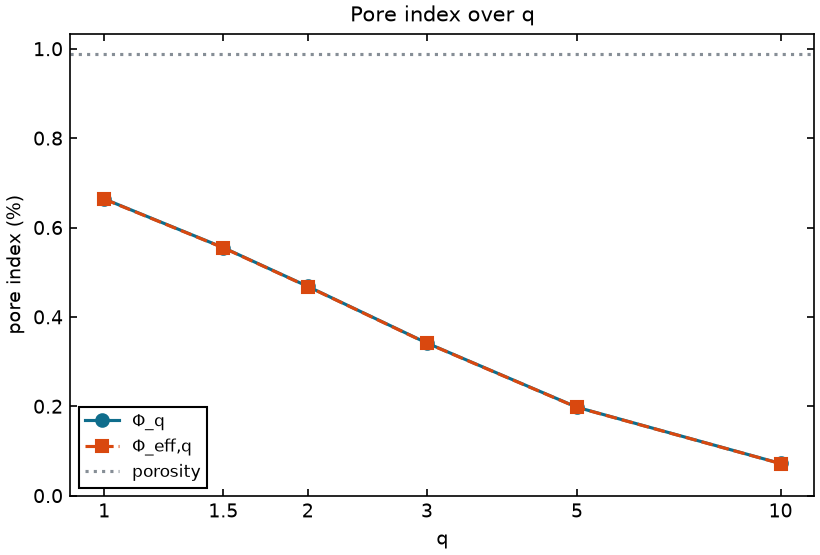 Pore index over q
pore index (%)
1.0
0.8
0.6
0.4
0.2
0.0
Φ_q
Φ_eff,q
porosity
1 1.5 2 3 5 10
q